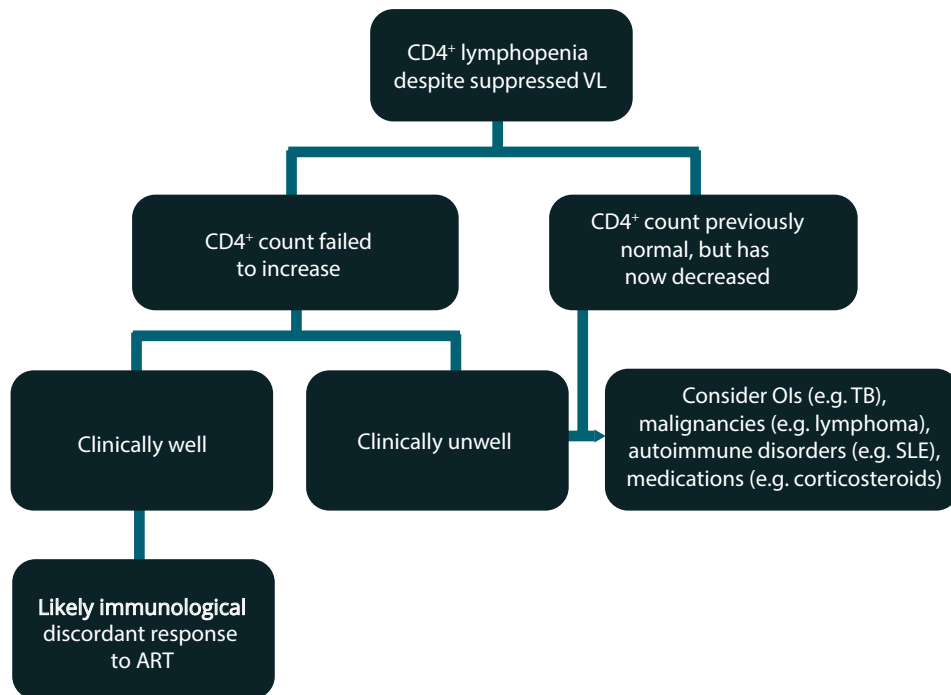 CD4⁺ lymphopenia
despite suppressed VL
CD4⁺ count failed
to increase
CD4⁺ count previously
normal, but has
now decreased
Clinically well
Clinically unwell
Consider OIs (e.g. TB),
malignancies (e.g. lymphoma),
autoimmune disorders (e.g. SLE),
medications (e.g. corticosteroids)
Likely immunological
discordant response
to ART